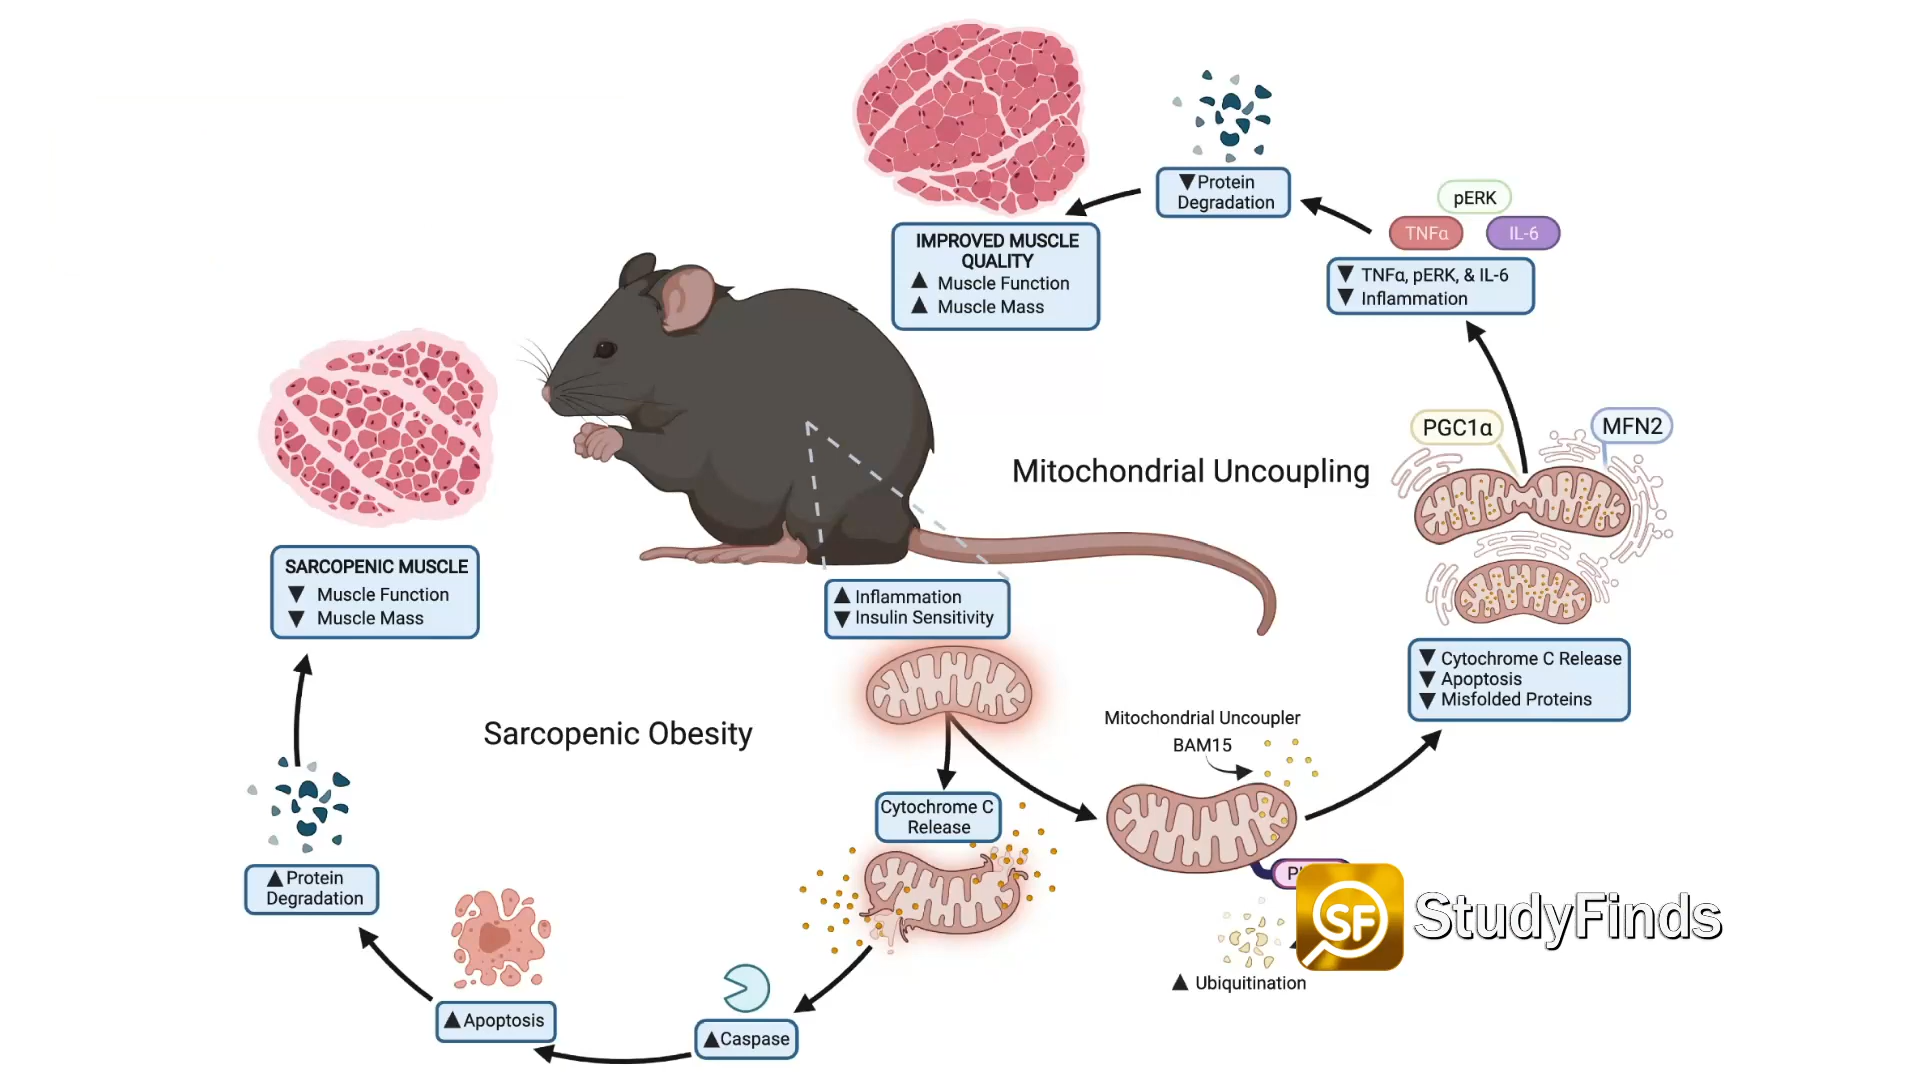 ▼Protein
Degradation
pERK
TNFα
IL-6
▼ TNFα, pERK, & IL-6
▼ Inflammation
IMPROVED MUSCLE
QUALITY
▲ Muscle Function
▲ Muscle Mass
PGC1α
MFN2
Mitochondrial Uncoupling
SARCOPENIC MUSCLE
▼ Muscle Function
▼ Muscle Mass
▲ Inflammation
▼ Insulin Sensitivity
▼ Cytochrome C Release
▼ Apoptosis
▼ Misfolded Proteins
Sarcopenic Obesity
Mitochondrial Uncoupler
BAM15
Cytochrome C
Release
▲Protein
Degradation
SF StudyFinds
▲ Ubiquitination
▲Apoptosis
▲Caspase